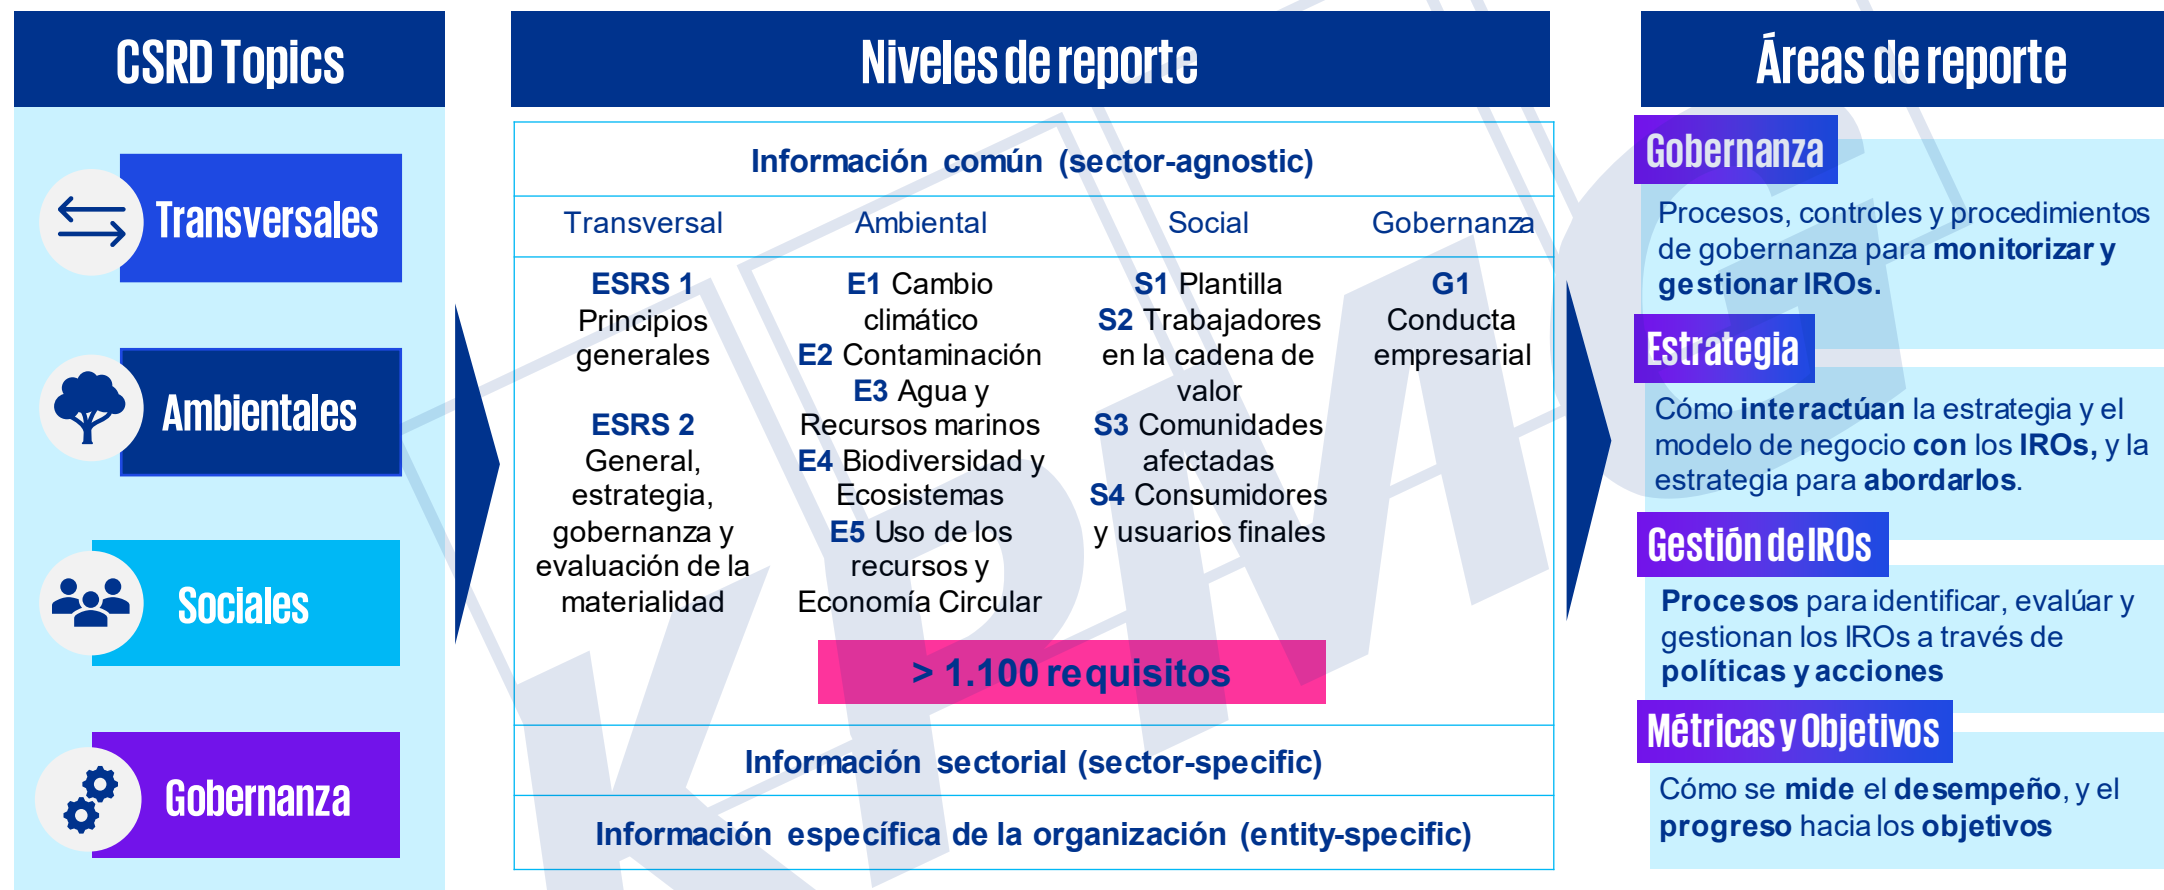 CSRD Topics
Transversales
Ambientales
Sociales
Gobernanza
Niveles de reporte
Información común (sector-agnostic)
Transversal
Ambiental
Social
Gobernanza
ESRS 1
Principios
generales
ESRS 2
General,
estrategia,
gobernanza y
evaluación de la
materialidad
E1 Cambio
climático
E2 Contaminación
E3 Agua y
Recursos marinos
E4 Biodiversidad y
Ecosistemas
E5 Uso de los
recursos y
Economía Circular
S1 Plantilla
S2 Trabajadores
en la cadena de
valor
S3 Comunidades
afectadas
S4 Consumidores
y usuarios finales
G1
Conducta
empresarial
> 1.100 requisitos
Información sectorial (sector-specific)
Información específica de la organización (entity-specific)
Áreas de reporte
Gobernanza
Procesos, controles y procedimientos
de gobernanza para monitorizar y
gestionar IROs.
Estrategia
Cómo interactúan la estrategia y el
modelo de negocio con los IROs, y la
estrategia para abordarlos.
Gestión de IROs
Procesos para identificar, evalúar y
gestionan los IROs a través de
políticas y acciones
Métricas y Objetivos
Cómo se mide el desempeño, y el
progreso hacia los objetivos
KPMG